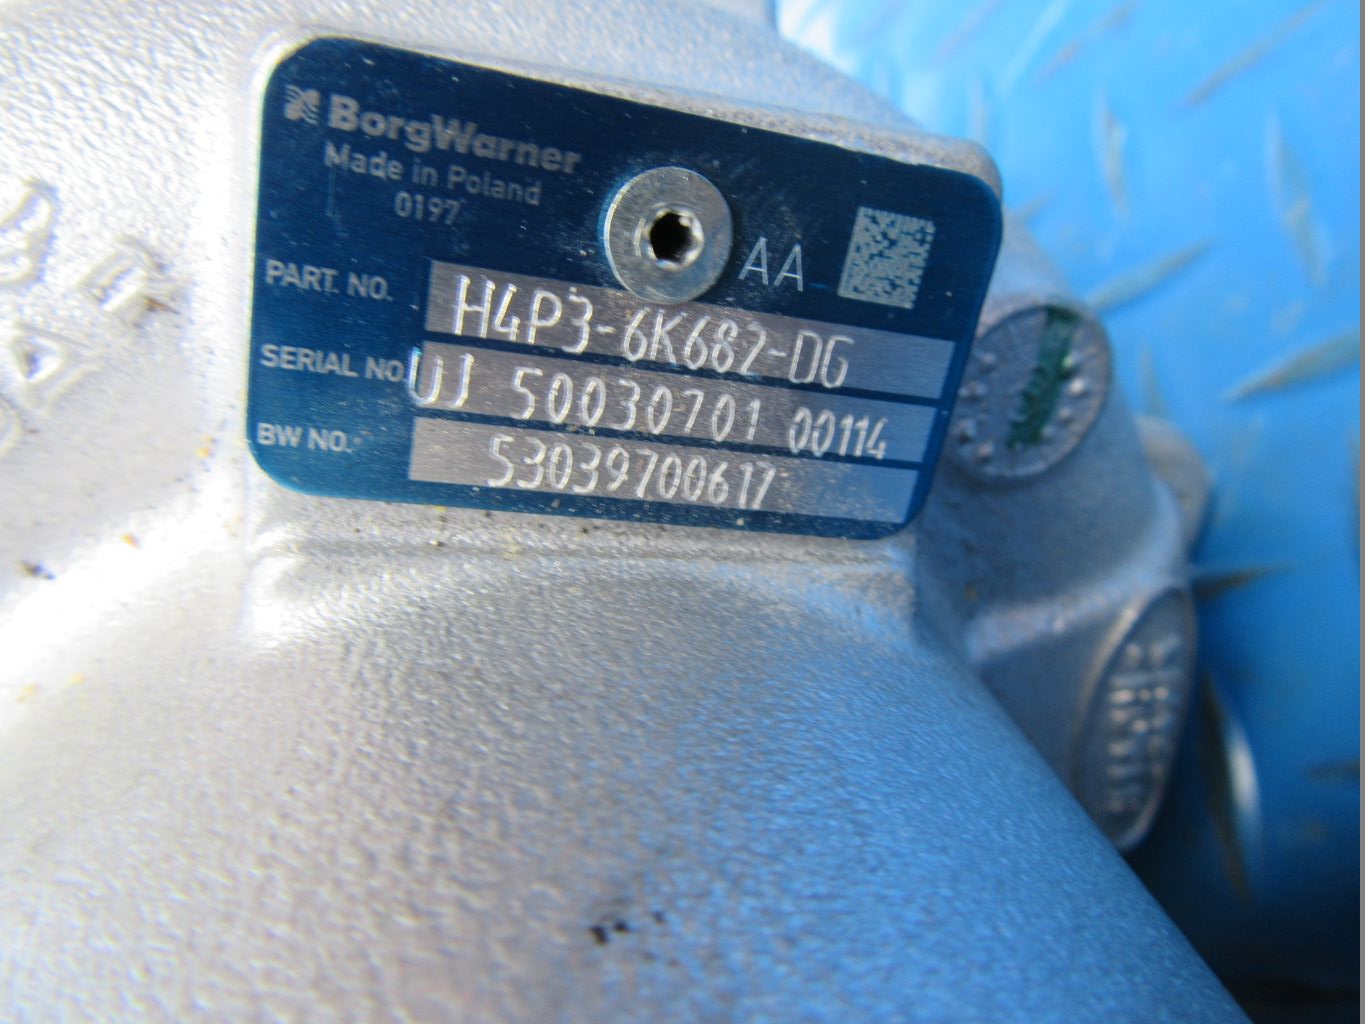 BorgWarner
Made in Poland
0197
AA
PART. NO. H4P3-6K682-DG
SERIAL NO. UJ 50030701 00114
BW NO. 53039700617